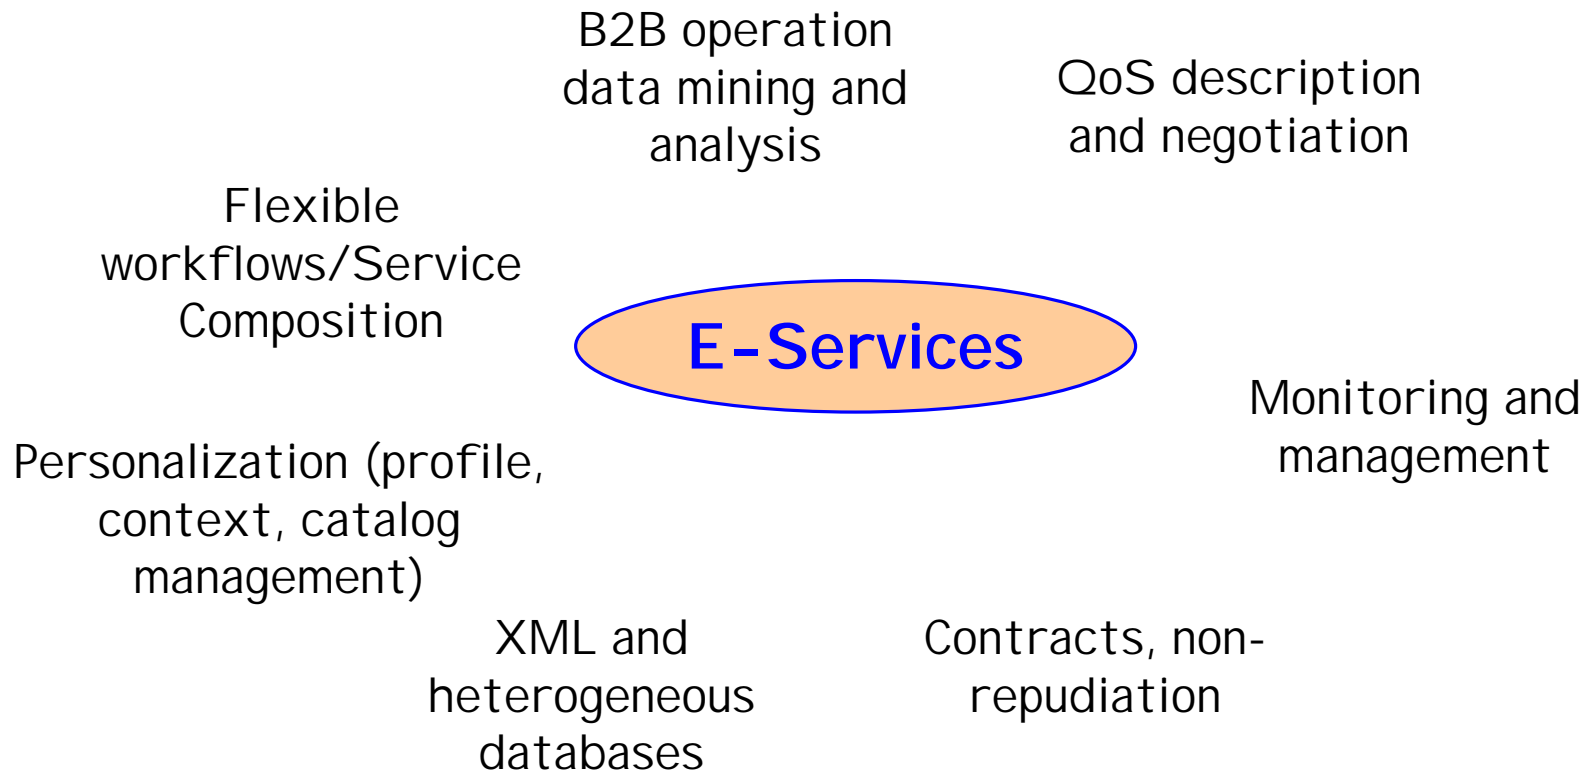 B2B operation
data mining and
analysis
QoS description
and negotiation
Flexible
workflows/Service
Composition
E-Services
Monitoring and
management
Personalization (profile,
context, catalog
management)
XML and
heterogeneous
databases
Contracts, non-
repudiation